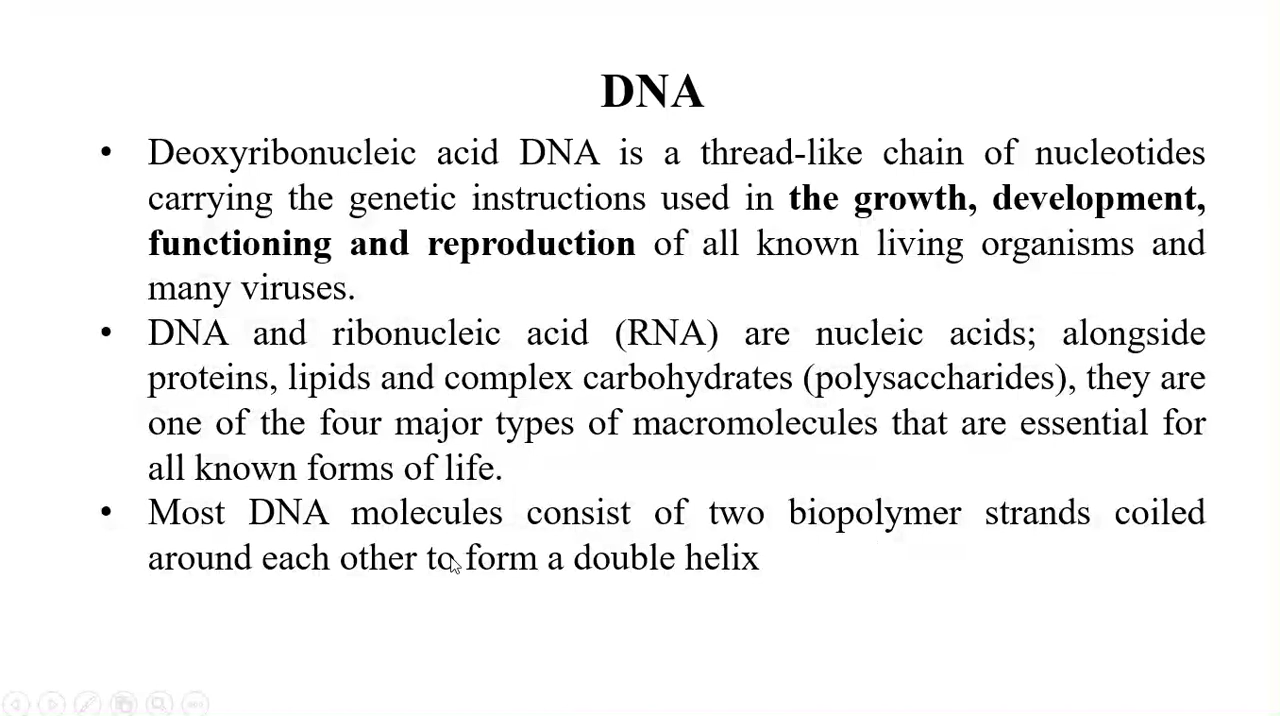 DNA
• Deoxyribonucleic acid DNA is a thread-like chain of nucleotides
carrying the genetic instructions used in the growth, development,
functioning and reproduction of all known living organisms and
many viruses.
• DNA and ribonucleic acid (RNA) are nucleic acids; alongside
proteins, lipids and complex carbohydrates (polysaccharides), they are
one of the four major types of macromolecules that are essential for
all known forms of life.
• Most DNA molecules consist of two biopolymer strands coiled
around each other to form a double helix